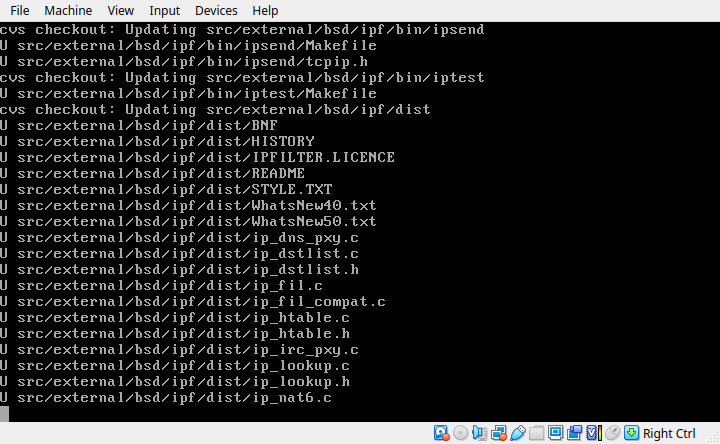 File Machine View Input Devices Help
cvs checkout: Updating src/external/bsd/ipf/bin/ipsend
U src/external/bsd/ipf/bin/ipsend/Makefile
U src/external/bsd/ipf/bin/ipsend/tcpip.h
cvs checkout: Updating src/external/bsd/ipf/bin/iptest
U src/external/bsd/ipf/bin/iptest/Makefile
cvs checkout: Updating src/external/bsd/ipf/dist
U src/external/bsd/ipf/dist/BNF
U src/external/bsd/ipf/dist/HISTORY
U src/external/bsd/ipf/dist/IPFILTER.LICENCE
U src/external/bsd/ipf/dist/README
U src/external/bsd/ipf/dist/STYLE.TXT
U src/external/bsd/ipf/dist/WhatsNew40.txt
U src/external/bsd/ipf/dist/WhatsNew50.txt
U src/external/bsd/ipf/dist/ip_dns_pxy.c
U src/external/bsd/ipf/dist/ip_dstlist.c
U src/external/bsd/ipf/dist/ip_dstlist.h
U src/external/bsd/ipf/dist/ip_fil.c
U src/external/bsd/ipf/dist/ip_fil_compat.c
U src/external/bsd/ipf/dist/ip_htable.c
U src/external/bsd/ipf/dist/ip_htable.h
U src/external/bsd/ipf/dist/ip_irc_pxy.c
U src/external/bsd/ipf/dist/ip_lookup.c
U src/external/bsd/ipf/dist/ip_lookup.h
U src/external/bsd/ipf/dist/ip_nat6.c
Right Ctrl